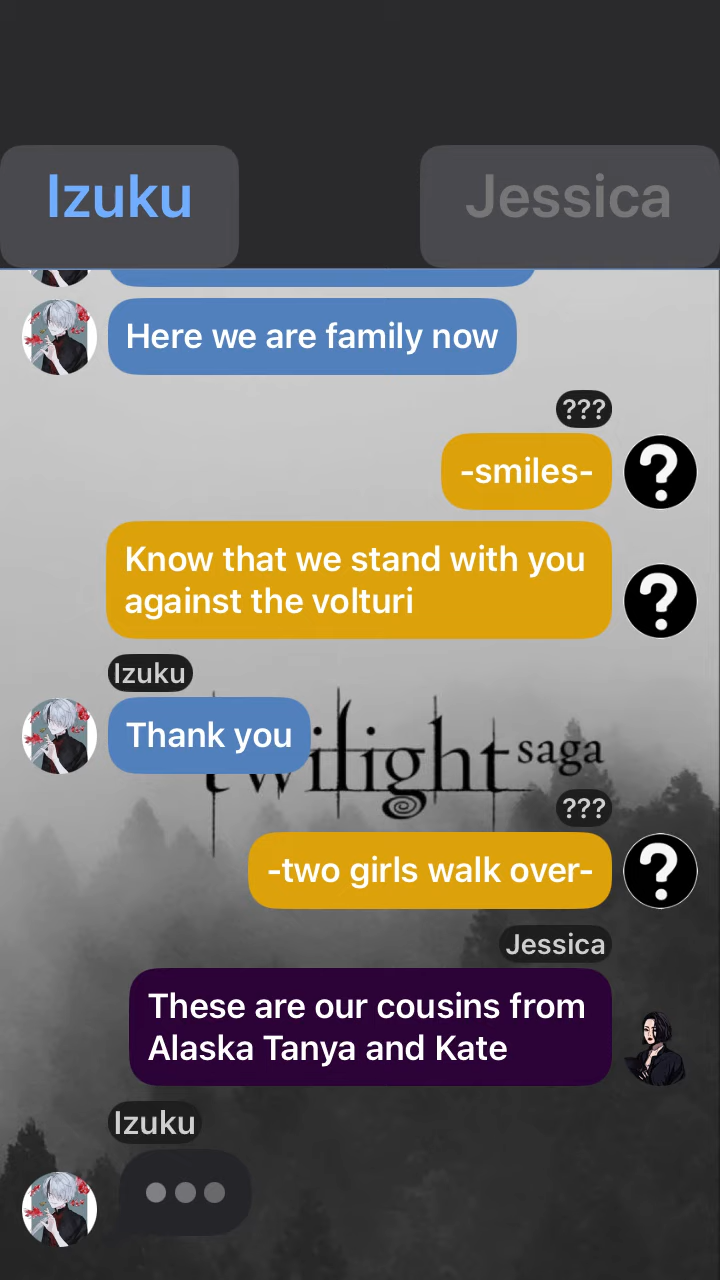 Izuku
Jessica
Here we are family now
???
-smiles-
Know that we stand with you
against the volturi
Izuku
Thank you
twilight saga
???
-two girls walk over-
Jessica
These are our cousins from
Alaska Tanya and Kate
Izuku